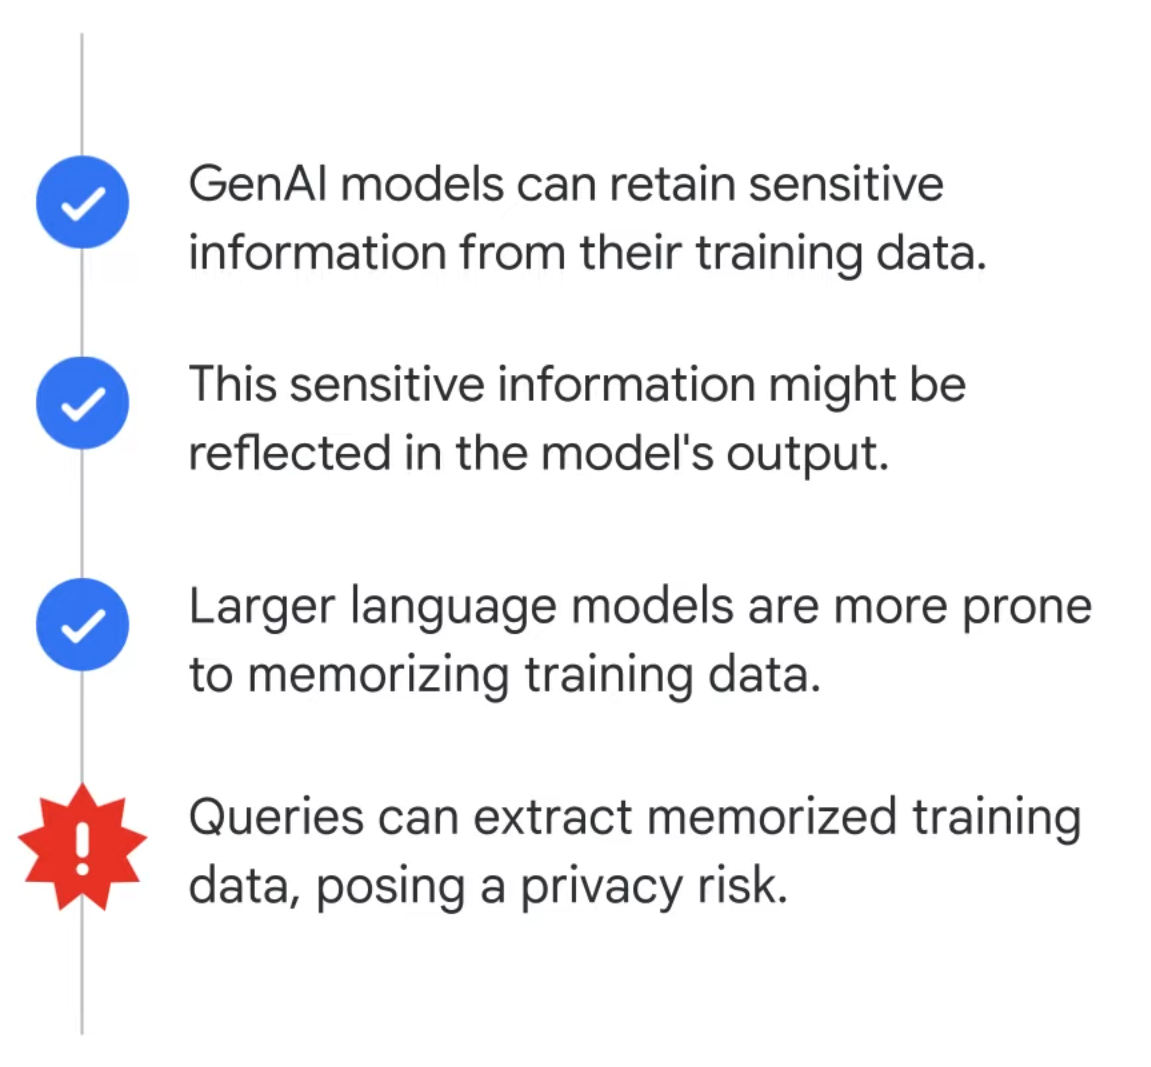 GenAI models can retain sensitive
information from their training data.
This sensitive information might be
reflected in the model's output.
Larger language models are more prone
to memorizing training data.
Queries can extract memorized training
data, posing a privacy risk.